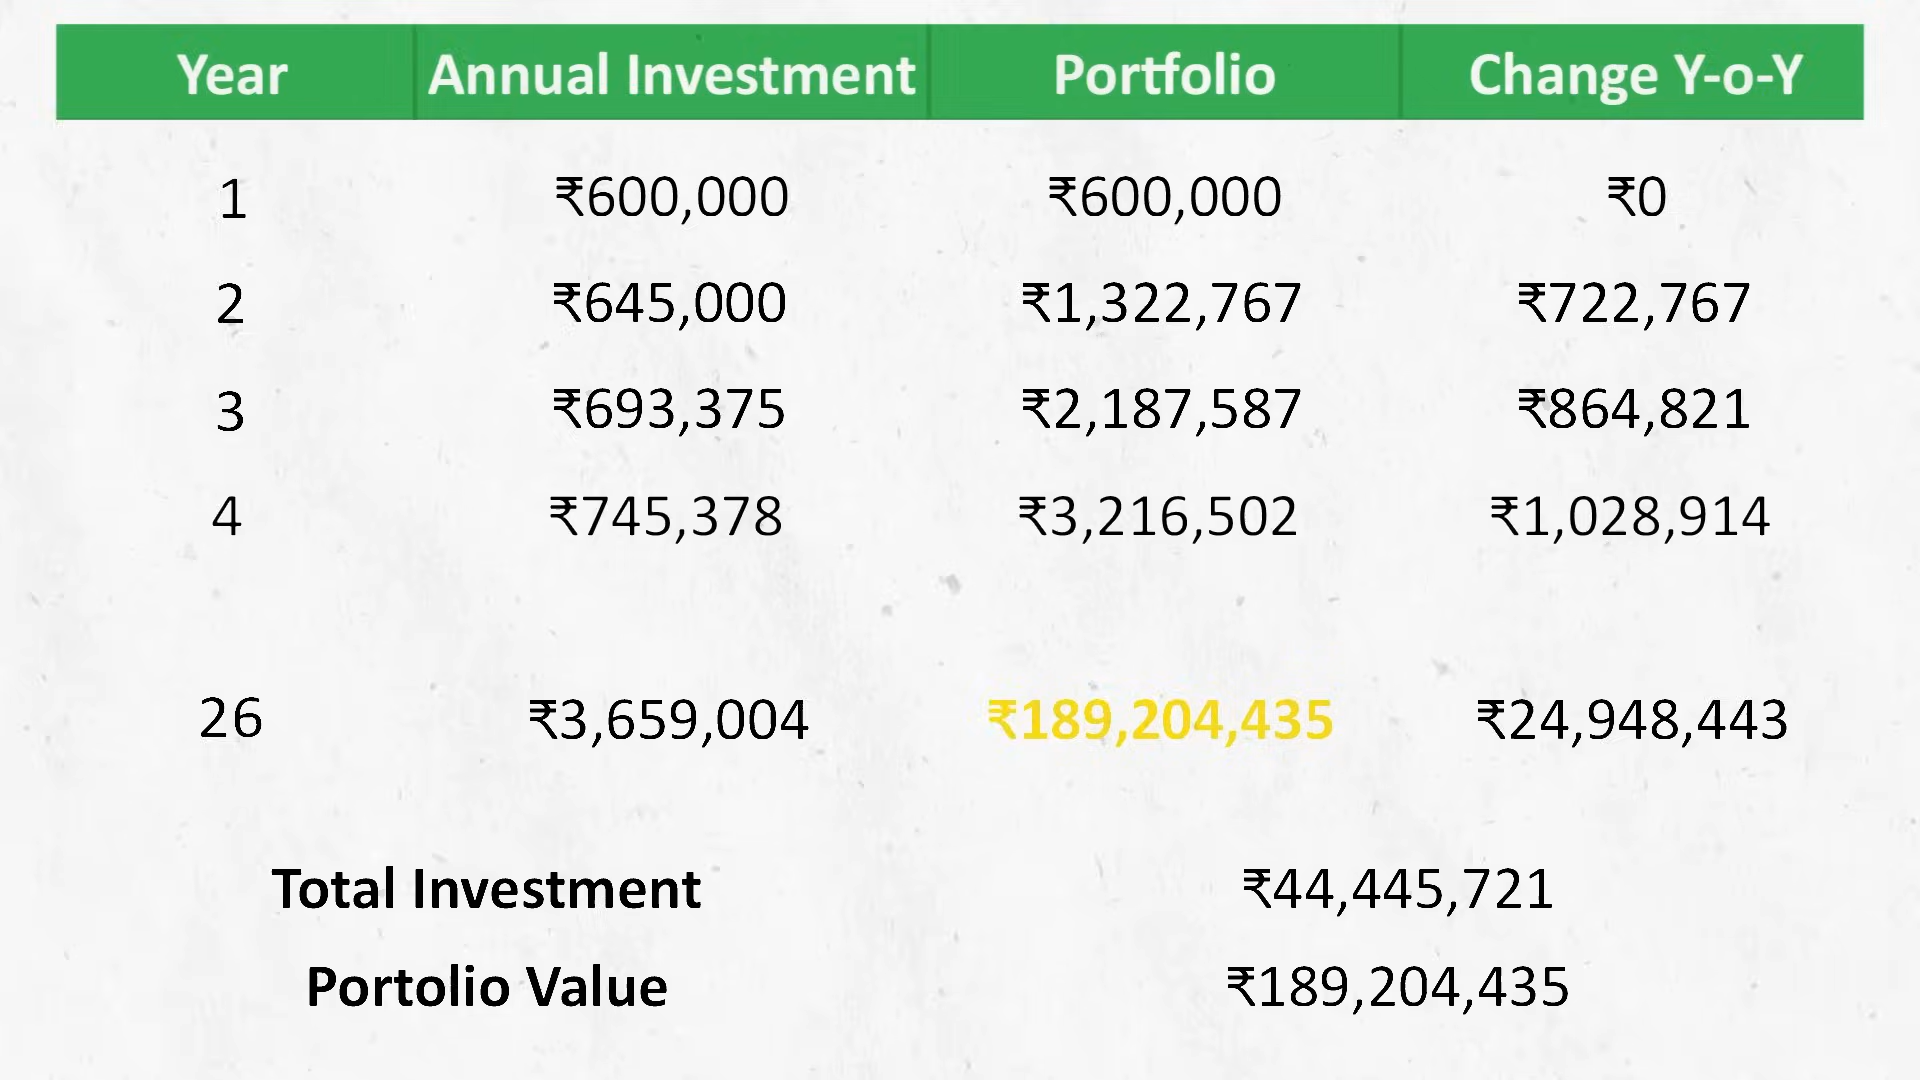 Year Annual Investment Portfolio Change Y-o-Y
1 ₹600,000 ₹600,000 ₹0
2 ₹645,000 ₹1,322,767 ₹722,767
3 ₹693,375 ₹2,187,587 ₹864,821
4 ₹745,378 ₹3,216,502 ₹1,028,914
26 ₹3,659,004 ₹189,204,435 ₹24,948,443
Total Investment ₹44,445,721
Portolio Value ₹189,204,435